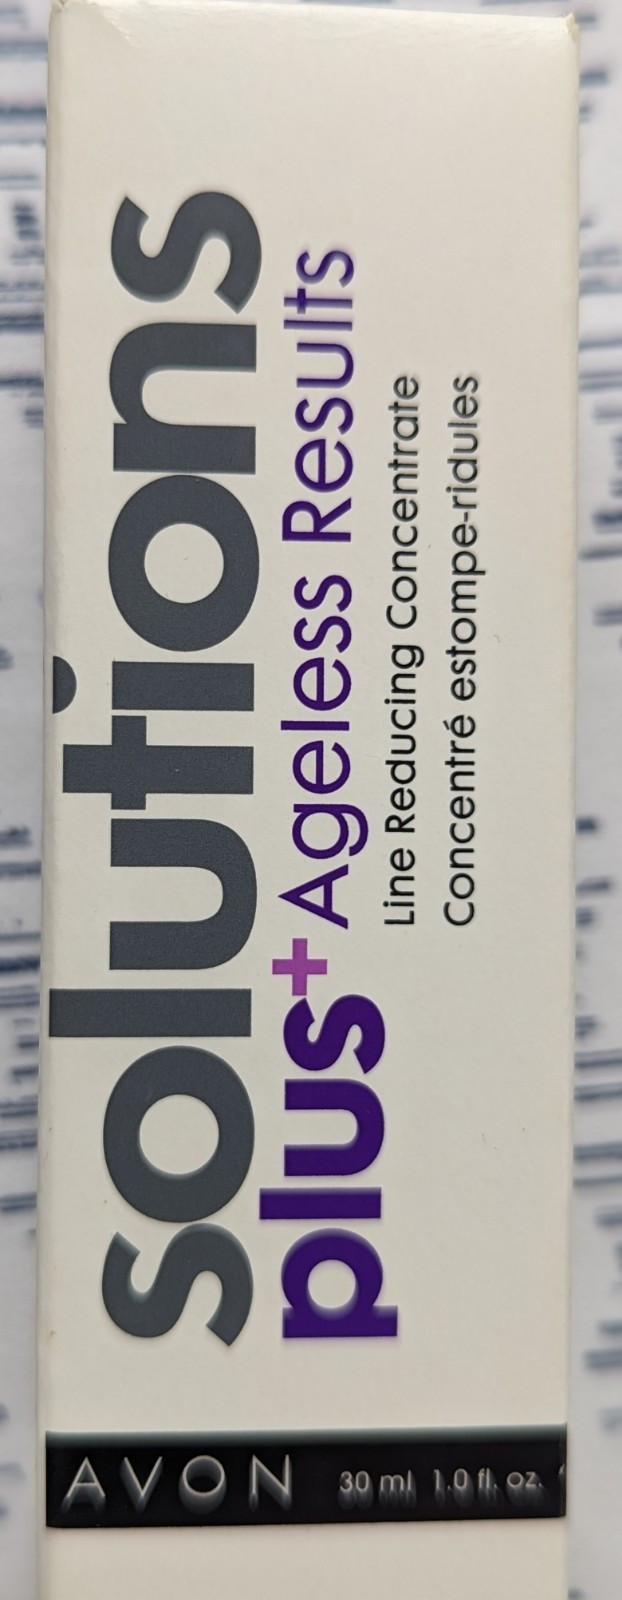 solutions
plus+ Ageless Results
Line Reducing Concentrate
Concentré estompe-ridules
AVON 30 ml 1.0 fl. oz.